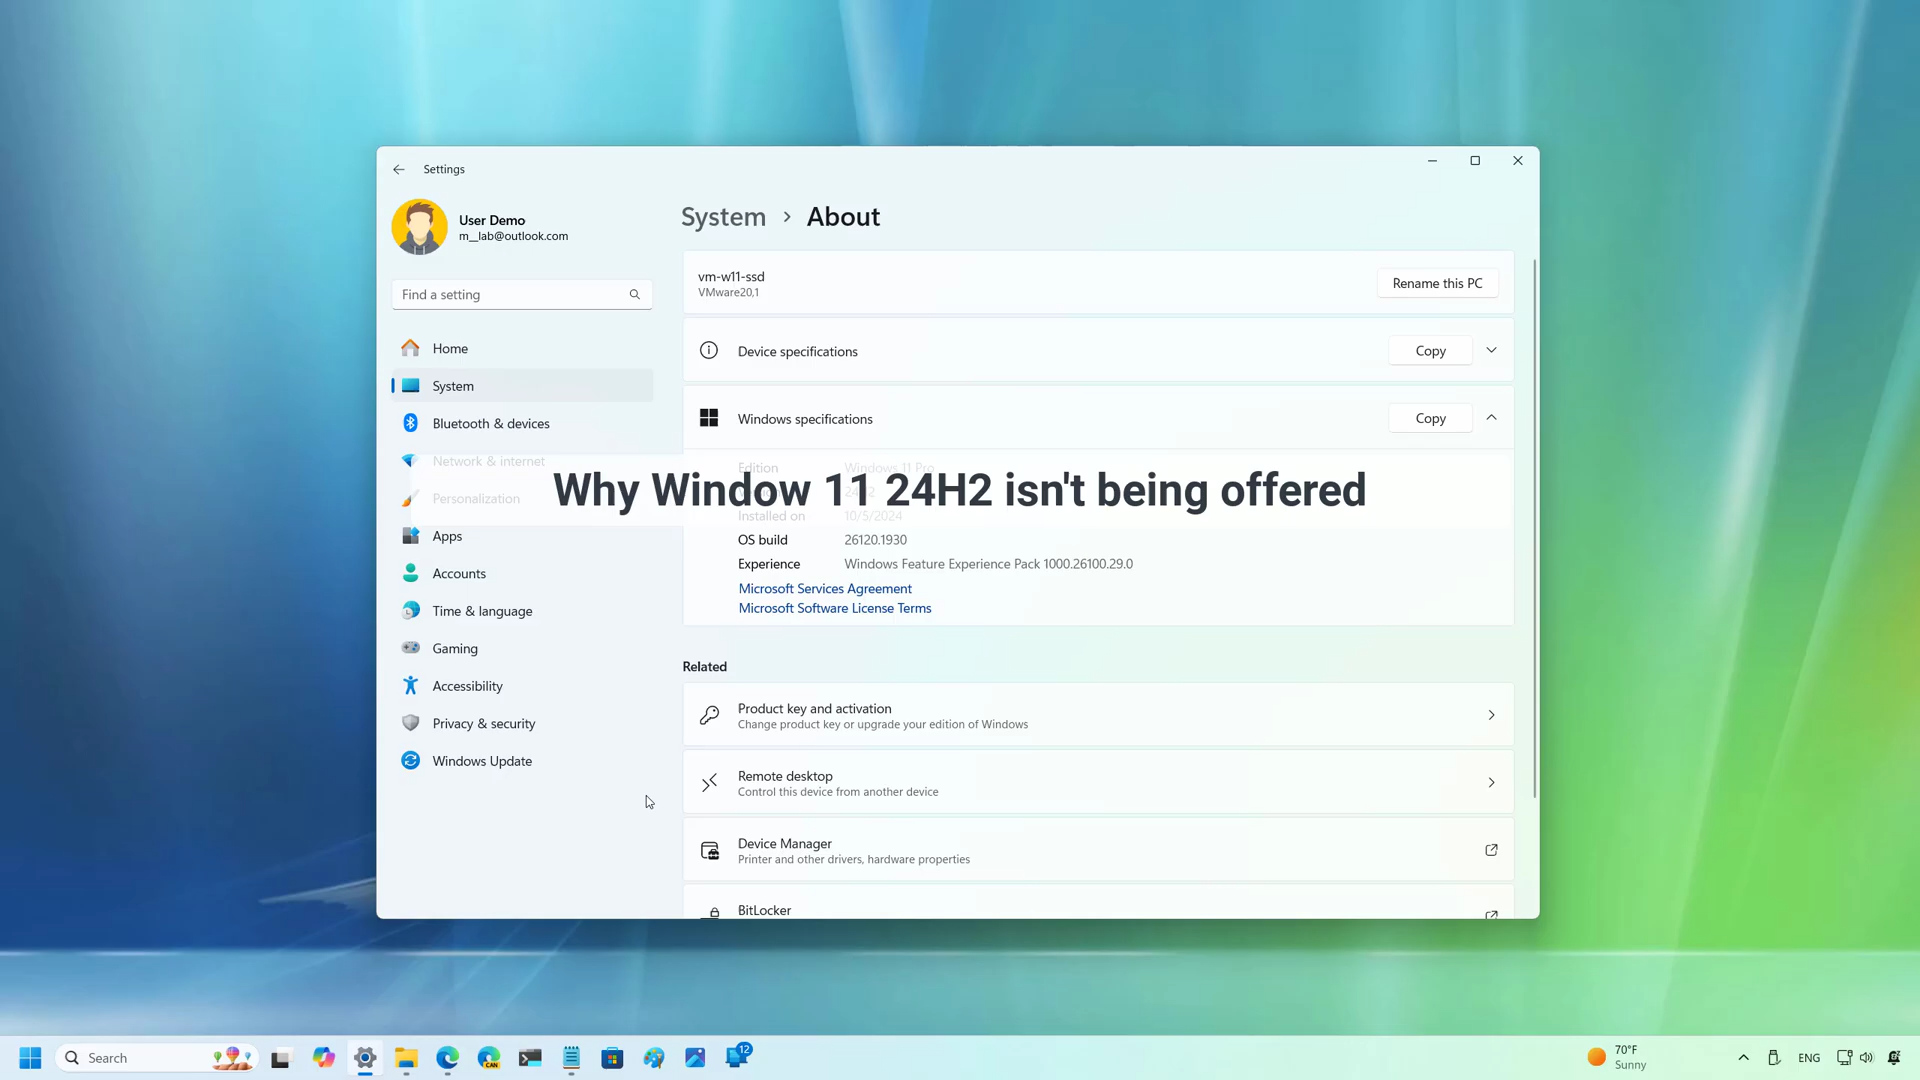 Settings
User Demo
m__lab@outlook.com
Find a setting
Home
System
Bluetooth & devices
Network & internet
Personalization
Apps
Accounts
Time & language
Gaming
Accessibility
Privacy & security
Windows Update
System > About
vm-w11-ssd
VMware20,1
Rename this PC
Device specifications
Copy
Windows specifications
Copy
Edition Windows 11 Pro
Why Window 11 24H2 isn't being offered
Installed on 10/5/2024
OS build 26120.1930
Experience Windows Feature Experience Pack 1000.26100.29.0
Microsoft Services Agreement
Microsoft Software License Terms
Related
Product key and activation
Change product key or upgrade your edition of Windows
Remote desktop
Control this device from another device
Device Manager
Printer and other drivers, hardware properties
BitLocker
Search
CAN
12
70°F
Sunny
ENG